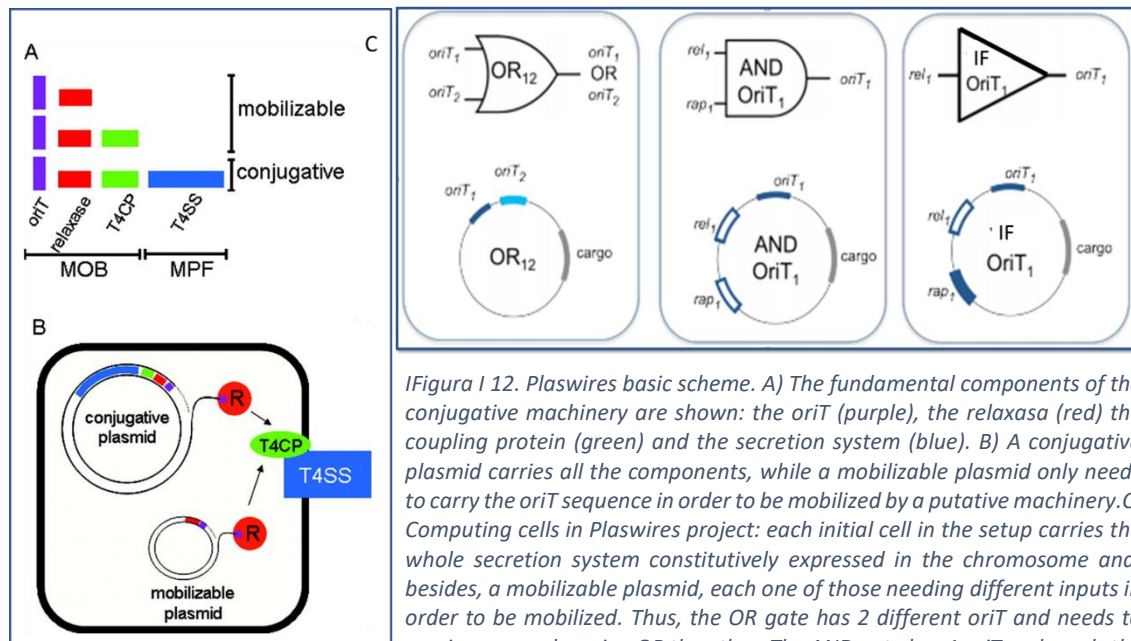 A
C
mobilizable
conjugative
oriT
relaxase
T4CP
T4SS
MOB
MPF
B
conjugative
plasmid
R
T4CP
T4SS
R
mobilizable
plasmid
oriT1
oriT2
OR12
oriT1
OR
oriT2
oriT1
oriT2
OR12
cargo
rel1
rap1
AND
OriT1
oriT1
oriT1
rel1
rap1
AND
OriT1
cargo
rel1
IF
OriT1
oriT1
oriT1
rel1
rap1
IF
OriT1
cargo
IFigura I 12. Plaswires basic scheme. A) The fundamental components of the
conjugative machinery are shown: the oriT (purple), the relaxasa (red) th
coupling protein (green) and the secretion system (blue). B) A conjugative
plasmid carries all the components, while a mobilizable plasmid only need
to carry the oriT sequence in order to be mobilized by a putative machinery.C
Computing cells in Plaswires project: each initial cell in the setup carries th
whole secretion system constitutively expressed in the chromosome and
besides, a mobilizable plasmid, each one of those needing different inputs i
order to be mobilized. Thus, the OR gate has 2 different oriT and needs t